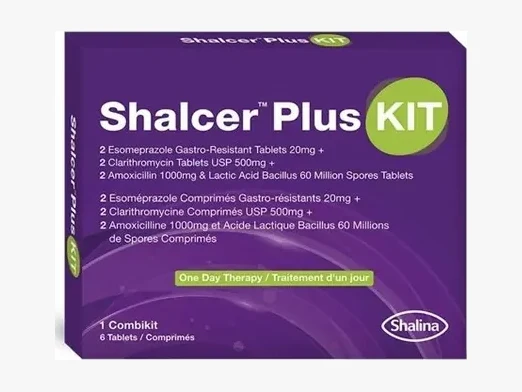 Shalcer Plus KIT
Shalcer™ Plus KIT
2 Esomeprazole Gastro-Resistant Tablets 20mg +
2 Clarithromycin Tablets USP 500mg +
2 Amoxicillin 1000mg & Lactic Acid Bacillus 60 Million Spores Tablets
2 Esoméprazole Comprimés Gastro-résistants 20mg +
2 Clarithromycine Comprimés USP 500mg +
2 Amoxicilline 1000mg et Acide Lactique Bacillus 60 Millions
de Spores Comprimés
One Day Therapy / Traitement d'un jour
1 Combikit
6 Tablets / Comprimés
Shalina
Shalcer Plus KIT